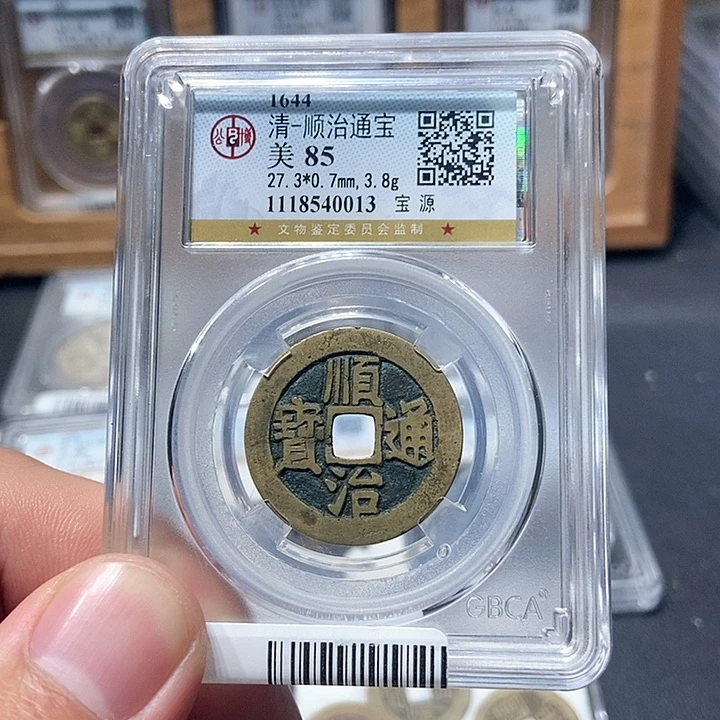 1644
清-顺治通宝
美 85
27.3*0.7mm,3.8g
1118540013 宝源
★ 文物鉴定委员会监制 ★
順
寶 通
治
GBCA